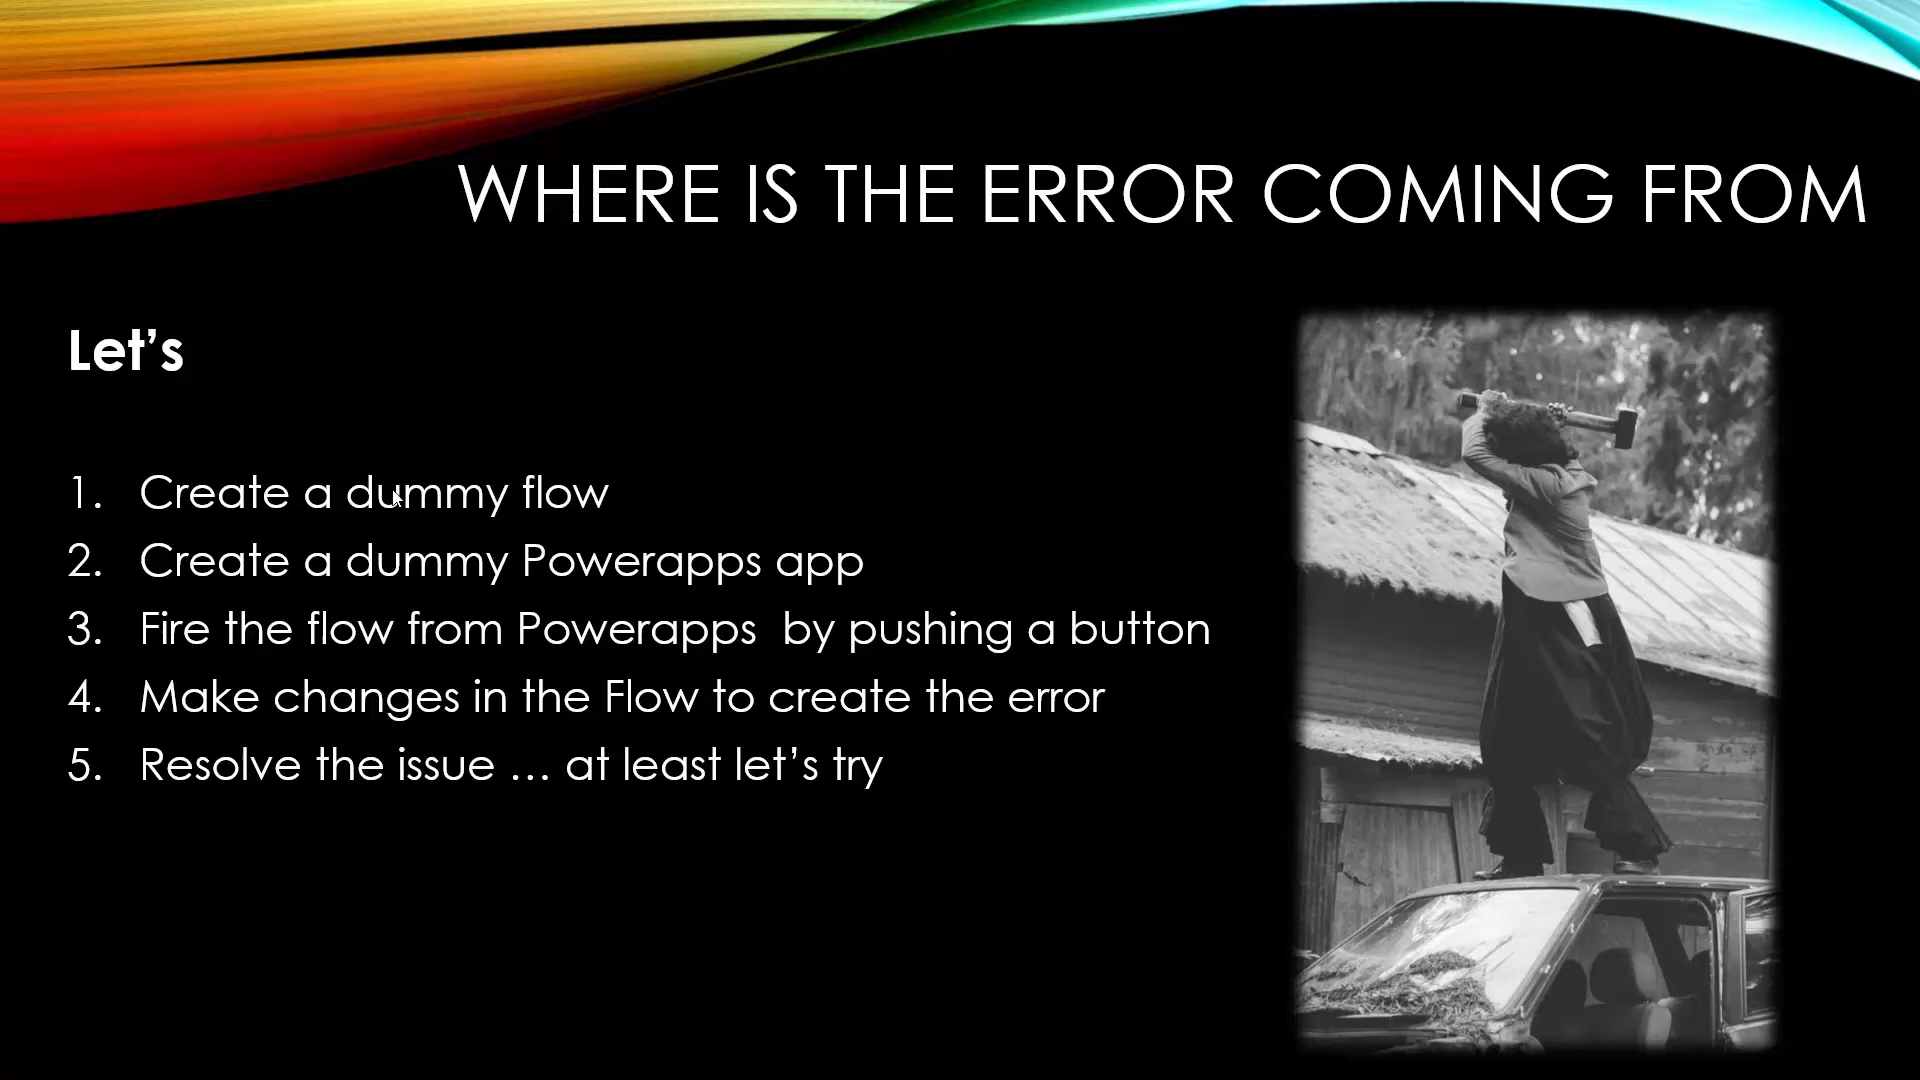 WHERE IS THE ERROR COMING FROM
Let’s
1. Create a dummy flow
2. Create a dummy Powerapps app
3. Fire the flow from Powerapps  by pushing a button
4. Make changes in the Flow to create the error
5. Resolve the issue … at least let’s try